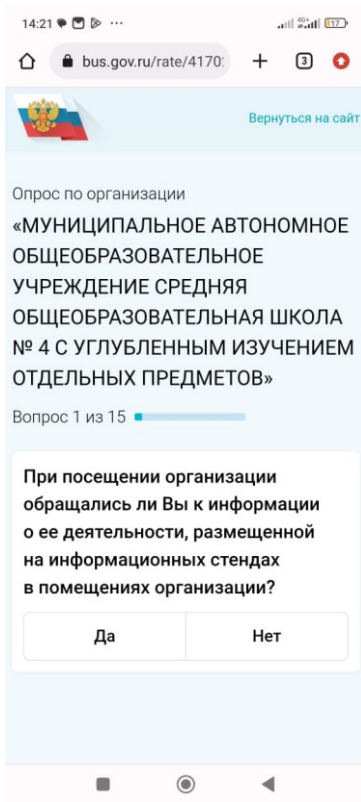 14:21
4G+
17
bus.gov.ru/rate/4170
3
Вернуться на сайт
Опрос по организации
«МУНИЦИПАЛЬНОЕ АВТОНОМНОЕ
ОБЩЕОБРАЗОВАТЕЛЬНОЕ
УЧРЕЖДЕНИЕ СРЕДНЯЯ
ОБЩЕОБРАЗОВАТЕЛЬНАЯ ШКОЛА
№ 4 С УГЛУБЛЕННЫМ ИЗУЧЕНИЕМ
ОТДЕЛЬНЫХ ПРЕДМЕТОВ»
Вопрос 1 из 15
При посещении организации
обращались ли Вы к информации
о ее деятельности, размещенной
на информационных стендах
в помещениях организации?
Да Нет